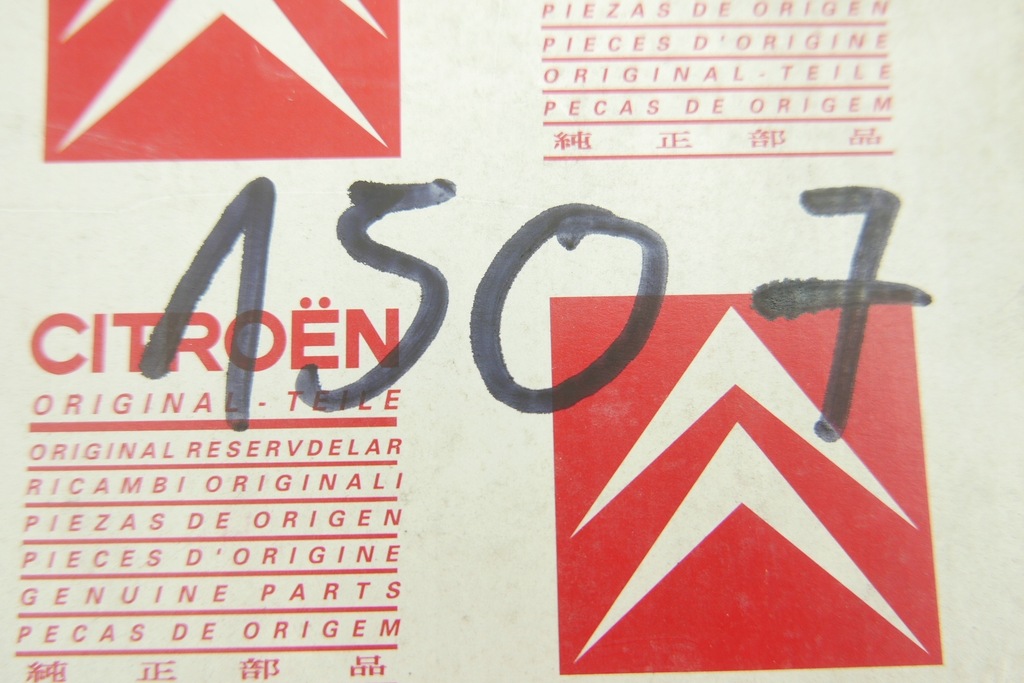 PIEZAS DE ORIGEN
PIECES D'ORIGINE
ORIGINAL-TEILE
PECAS DE ORIGEM
純正部品
1507
CITROËN
ORIGINAL-TEILE
ORIGINAL RESERVDELAR
RICAMBI ORIGINALI
PIEZAS DE ORIGEN
PIECES D'ORIGINE
GENUINE PARTS
PECAS DE ORIGEM
純正部品